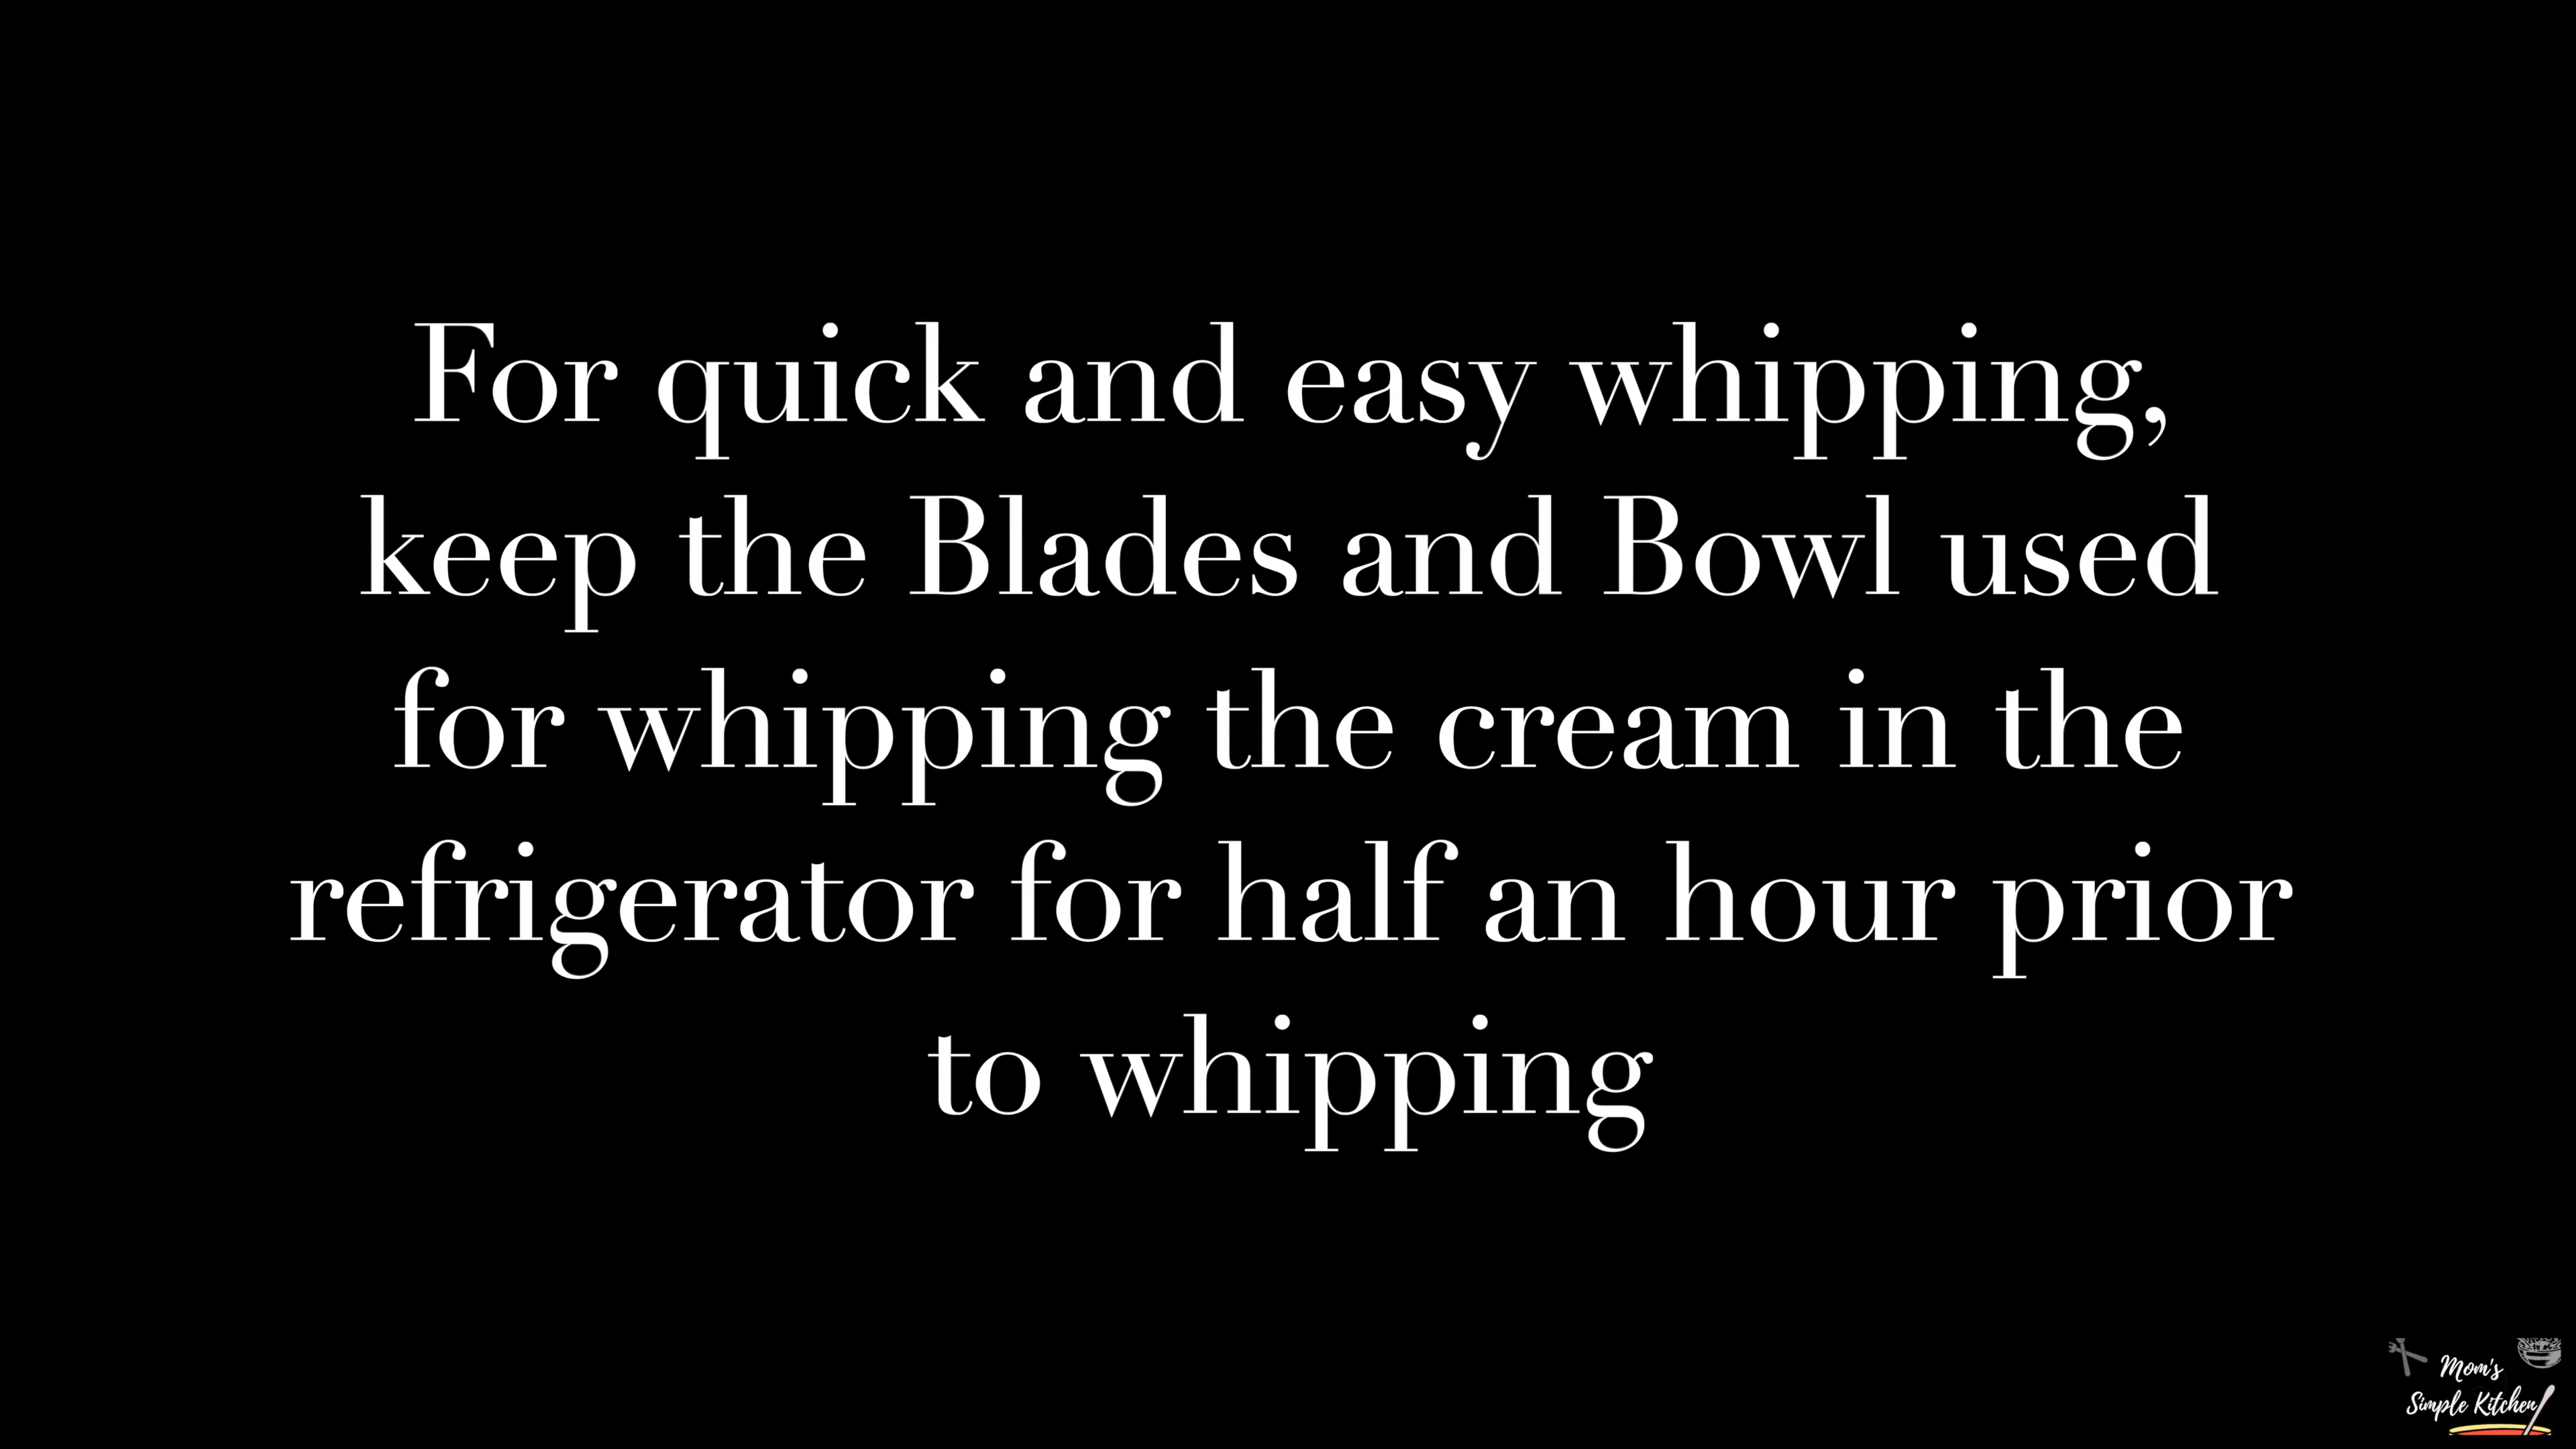 For quick and easy whipping,
keep the Blades and Bowl used
for whipping the cream in the
refrigerator for half an hour prior
to whipping
Mom's
Simple Kitchen